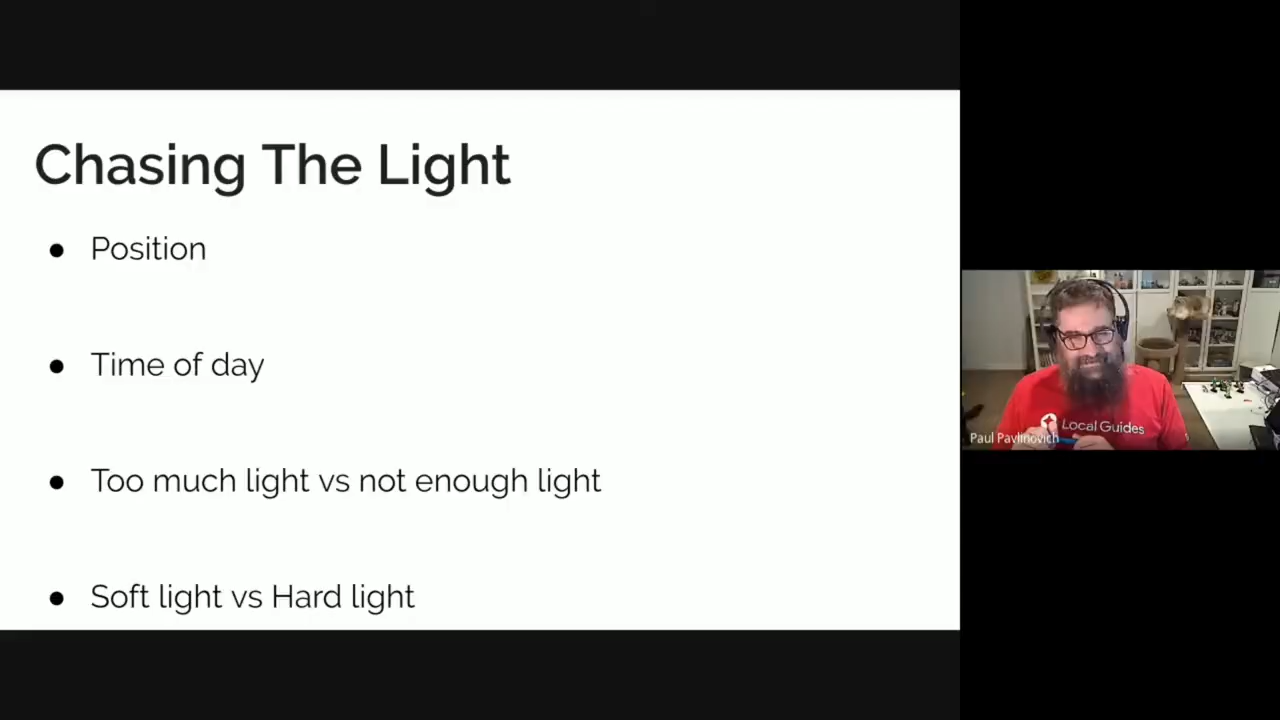 Chasing The Light
● Position
● Time of day
● Too much light vs not enough light
● Soft light vs Hard light
Local Guides
Paul Pavlinovich